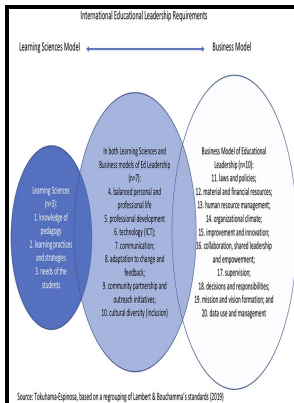 International Educational Leadership Requirements
Learning Sciences Model
Business Model
Learning Sciences
(n=3):
1. knowledge of
pedagogy
2. learning practices
and strategies
3. needs of the
students
In both Learning Sciences and
Business models of Ed Leadership
(n=7):
4. balanced personal and
professional life
5. professional development
6. technology (ICT);
7. communication;
8. adaptation to change and
feedback;
9. community partnership and
outreach initiatives;
10. cultural diversity (inclusion)
Business Model of Educational
Leadership (n=10):
11. laws and policies;
12. material and financial resources;
13. human resource management;
14. organizational climate;
15. improvement and innovation;
16. collaboration, shared leadership
and empowerment;
17. supervision;
18. decisions and responsibilities;
19. mission and vision formation; and
20. data use and management
Source: Tokuhama-Espinosa, based on a regrouping of Lambert & Bouchamma's standards (2019)